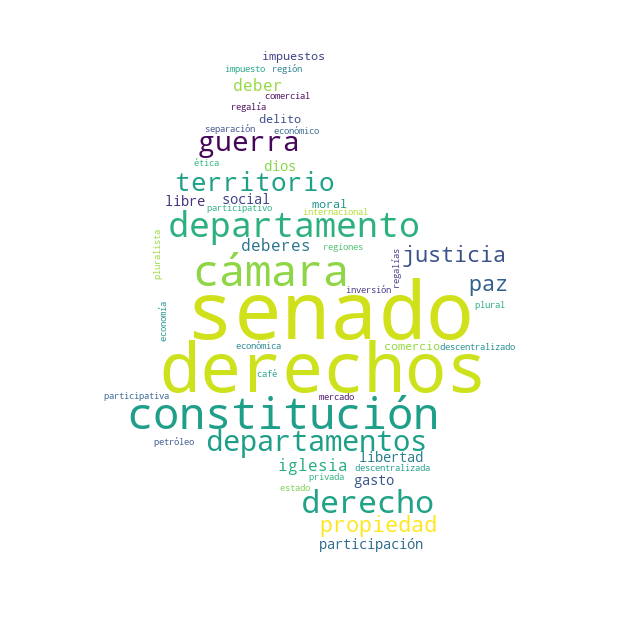 impuestos
impuesto región
deber
comercial
regalía
delito
separación económico
guerra
ética dios
territorio
libre social moral
participativo internacional
departamento
deberes regiones
pluralista
regalías
justicia
cámara
paz
inversión
senado
plural
economía
económica
comercio descentralizado
derechos
café
participativa
mercado
constitución
petróleo
departamentos
libertad
iglesia
descentralizada
privada
gasto
estado
derecho
propiedad
participación